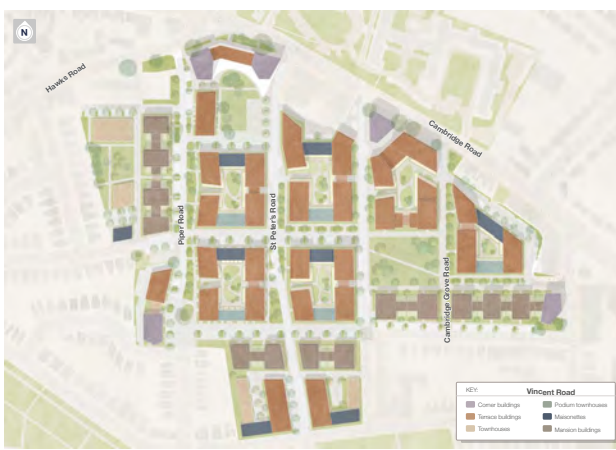 N
Hawks Road
Cambridge Road
Piper Road
St Peter's Road
Cambridge Grove Road
Vincent Road
KEY:
Corner buildings
Terrace buildings
Townhouses
Podium townhouses
Maisonettes
Mansion buildings